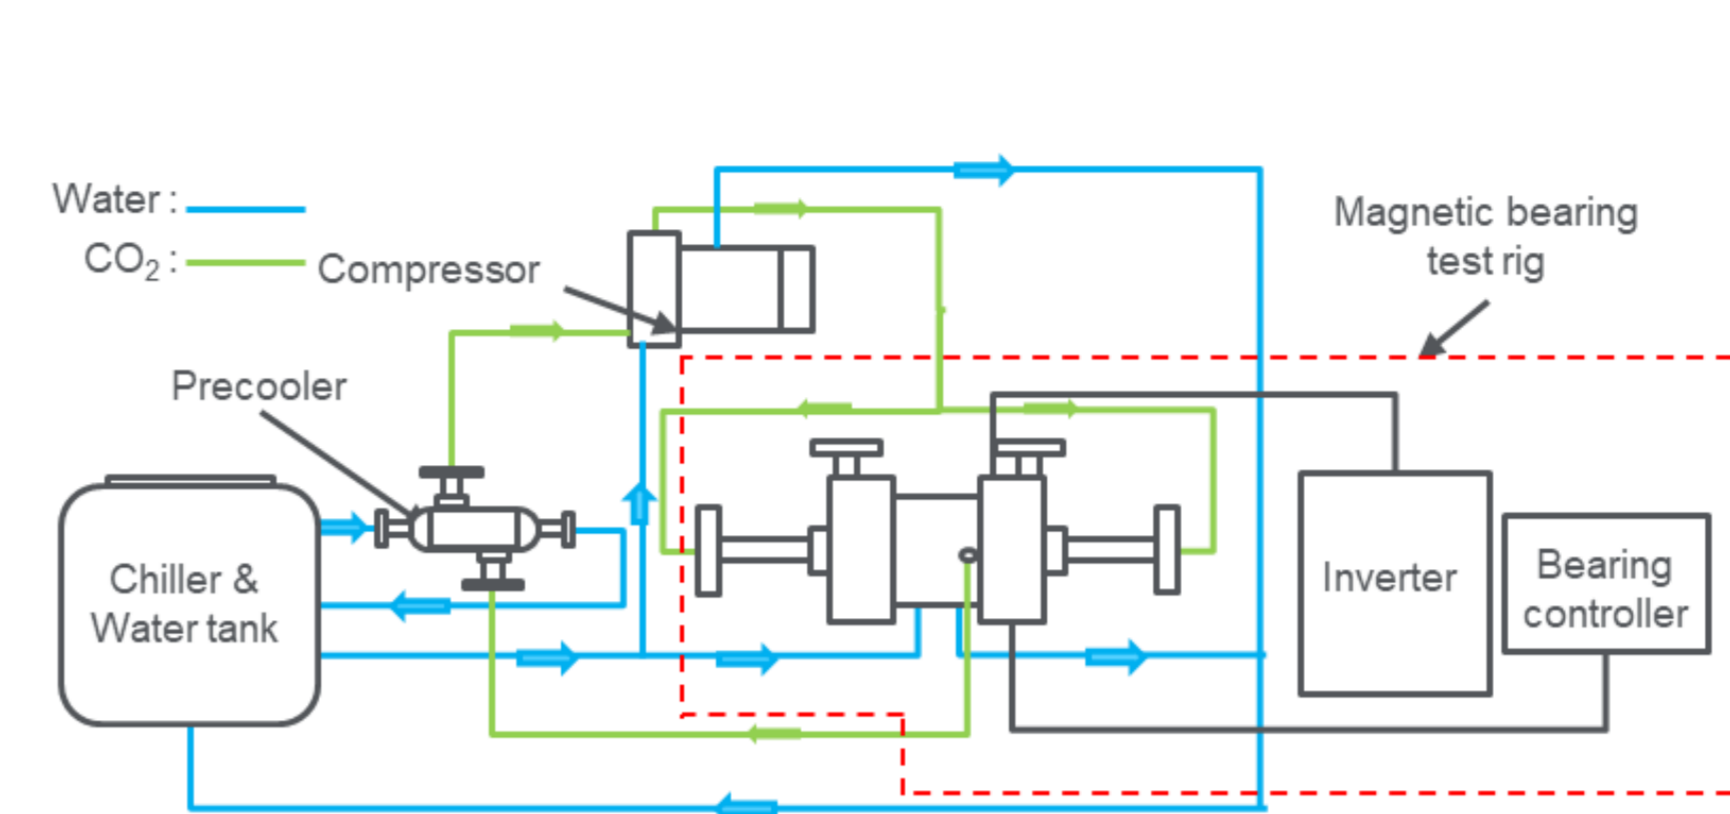 Water :
CO₂ :
Compressor
Magnetic bearing
test rig
Precooler
Chiller &
Water tank
Inverter
Bearing
controller